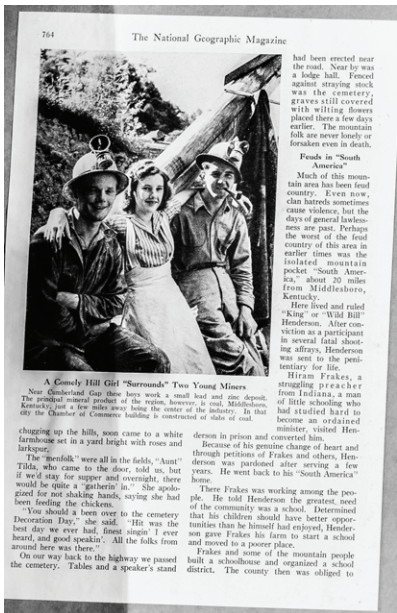 764
The National Geographic Magazine
A Comely Hill Girl "Surrounds" Two Young Miners
Near Cumberland Gap these boys work a small lead and zinc deposit.
The principal mineral product of the region, however, is coal, Middlesboro,
Kentucky, just a few miles away being the center of the industry. In that
city the Chamber of Commerce building is constructed of slabs of coal.
chugging up the hills, soon came to a white
farmhouse set in a yard bright with roses and
larkspur.
The "menfolk" were all in the fields, "Aunt"
Tilda, who came to the door, told us, but
if we'd stay for supper and overnight, there
would be quite a "gatherin' in." She apolo-
gized for not shaking hands, saying she had
been feeding the chickens.
"You should a been over to the cemetery
Decoration Day," she said. "Hit was the
best day we ever had, finest singin' I ever
heard, and good speakin'. All the folks from
around here was there."
On our way back to the highway we passed
the cemetery. Tables and a speaker's stand
had been erected near
the road. Near by was
a lodge hall. Fenced
against straying stock
was the cemetery,
graves still covered
with wilting flowers
placed there a few days
earlier. The mountain
folk are never lonely or
forsaken even in death.
Feuds in "South
America"
Much of this moun-
tain area has been feud
country. Even now,
clan hatreds sometimes
cause violence, but the
days of general lawless-
ness are past. Perhaps
the worst of the feud
country of this area in
earlier times was the
isolated mountain
pocket "South Amer-
ica," about 20 miles
from Middlesboro,
Kentucky.
Here lived and ruled
"King" or "Wild Bill"
Henderson. After con-
viction as a participant
in several fatal shoot-
ing affrays, Henderson
was sent to the peni-
tentiary for life.
Hiram Frakes, a
struggling preacher
from Indiana, a man
of little schooling who
had studied hard to
become an ordained
minister, visited Hen-
derson in prison and converted him.
Because of his genuine change of heart and
through petitions of Frakes and others, Hen-
derson was pardoned after serving a few
years. He went back to his "South America"
home.
There Frakes was working among the peo-
ple. He told Henderson the greatest need
of the community was a school. Determined
that his children should have better oppor-
tunities than he himself had enjoyed, Hender-
son gave Frakes his farm to start a school
and moved to a poorer place.
Frakes and some of the mountain people
built a schoolhouse and organized a school
district. The county then was obliged to